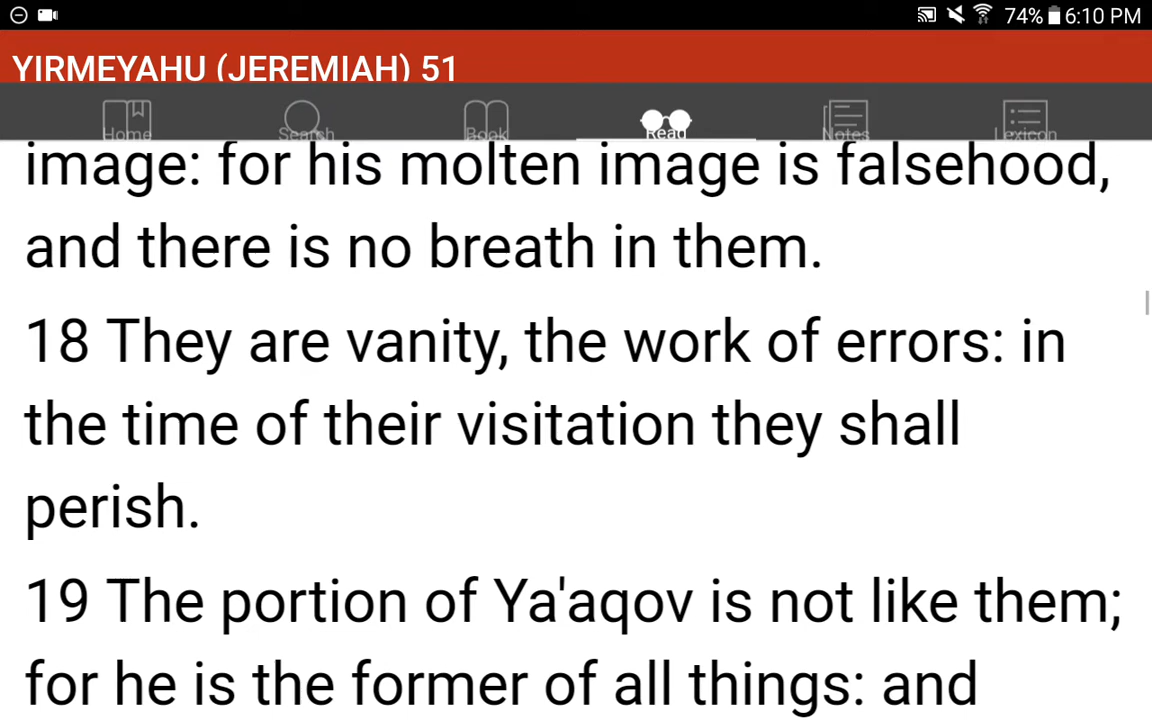 74% 6:10 PM
YIRMEYAHU (JEREMIAH) 51
Home Search Book Read Notes Lexicon
image: for his molten image is falsehood,
and there is no breath in them.
18 They are vanity, the work of errors: in
the time of their visitation they shall
perish.
19 The portion of Ya'aqov is not like them;
for he is the former of all things: and